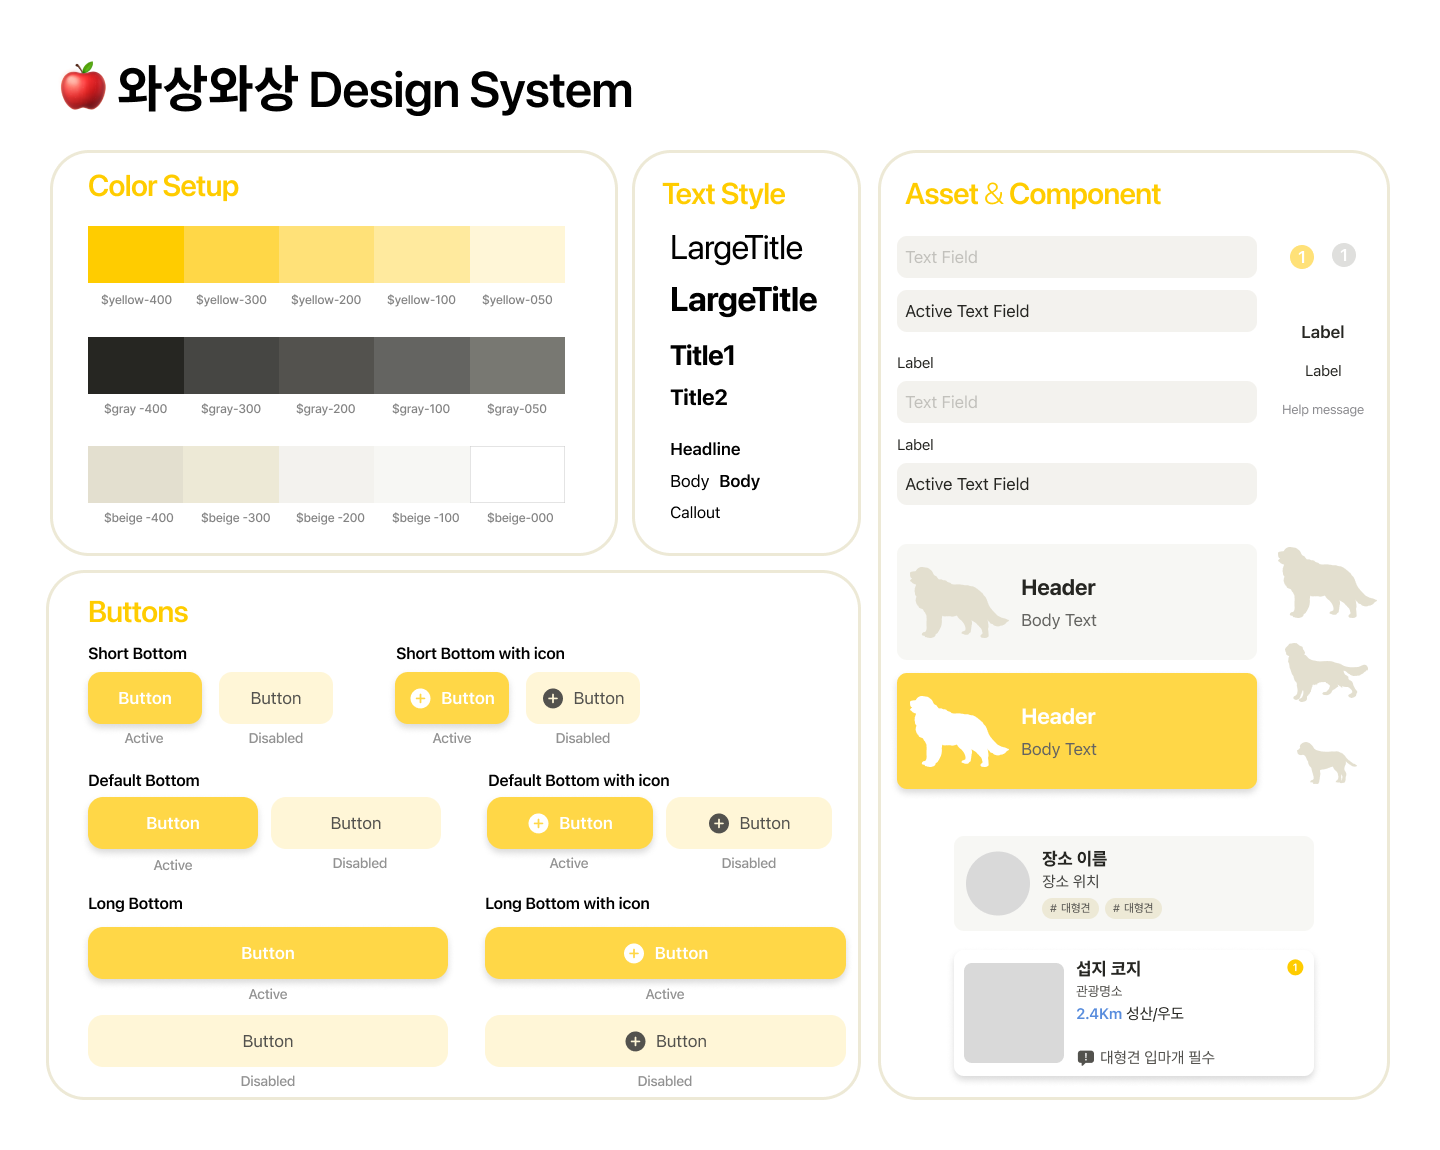 와상와상 Design System
Color Setup
$yellow-400 $yellow-300 $yellow-200 $yellow-100 $yellow-050
$gray -400 $gray-300 $gray-200 $gray-100 $gray-050
$beige -400 $beige -300 $beige -200 $beige -100 $beige-000
Text Style
LargeTitle
LargeTitle
Title1
Title2
Headline
Body Body
Callout
Buttons
Short Bottom
Button Button
Active Disabled
Short Bottom with icon
Button Button
Active Disabled
Default Bottom
Button Button
Active Disabled
Default Bottom with icon
Button Button
Active Disabled
Long Bottom
Button
Active
Button
Disabled
Long Bottom with icon
Button
Active
Button
Disabled
Asset & Component
Text Field
Active Text Field
Label
Text Field
Label
Active Text Field
1 1
Label
Label
Help message
Header
Body Text
Header
Body Text
장소 이름
장소 위치
# 대형견 # 대형견
섭지 코지
1
관광명소
2.4Km 성산/우도
대형견 입마개 필수